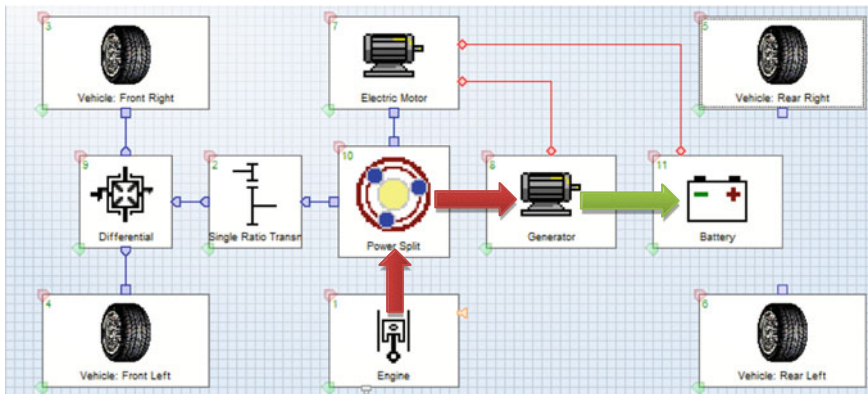 3
Vehicle: Front Right
7
Electric Motor
5
Vehicle: Rear Right
9
Differential
2
Single Ratio Transn
10
Power Split
8
Generator
11
Battery
4
Vehicle: Front Left
1
Engine
6
Vehicle: Rear Left